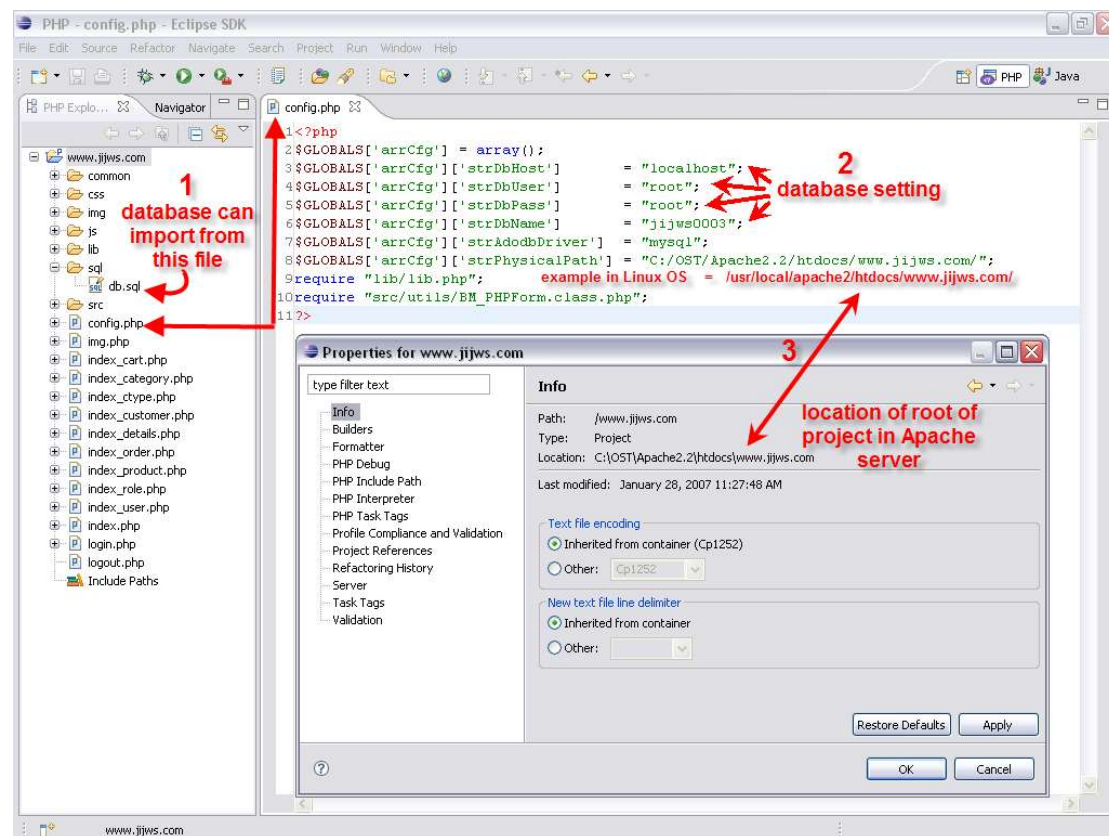 PHP - config.php - Eclipse SDK
File Edit Source Refactor Navigate Search Project Run Window Help
PHP Java
PHP Explo... Navigator
config.php
www.jijws.com
common
css
img
js
lib
sql
db.sql
src
config.php
img.php
index_cart.php
index_category.php
index_ctype.php
index_customer.php
index_details.php
index_order.php
index_product.php
index_role.php
index_user.php
index.php
login.php
logout.php
Include Paths
1
database can
import from
this file
1<?php
2$GLOBALS['arrCfg'] = array();
3$GLOBALS['arrCfg']['strDbHost'] = "localhost";
4$GLOBALS['arrCfg']['strDbUser'] = "root";
5$GLOBALS['arrCfg']['strDbPass'] = "root";
6$GLOBALS['arrCfg']['strDbName'] = "jijws0003";
7$GLOBALS['arrCfg']['strAdodbDriver'] = "mysql";
8$GLOBALS['arrCfg']['strPhysicalPath'] = "C:/OST/Apache2.2/htdocs/www.jijws.com/";
9require "lib/lib.php";
10require "src/utils/BM_PHPForm.class.php";
11?>
2
database setting
example in Linux OS = /usr/local/apache2/htdocs/www.jijws.com/
3
location of root of
project in Apache
server
Properties for www.jijws.com
type filter text
Info
Builders
Formatter
PHP Debug
PHP Include Path
PHP Interpreter
PHP Task Tags
Profile Compliance and Validation
Project References
Refactoring History
Server
Task Tags
Validation
Info
Path: /www.jijws.com
Type: Project
Location: C:\OST\Apache2.2\htdocs\www.jijws.com
Last modified: January 28, 2007 11:27:48 AM
Text file encoding
Inherited from container (Cp1252)
Other: Cp1252
New text file line delimiter
Inherited from container
Other:
Restore Defaults Apply
OK Cancel
www.jijws.com